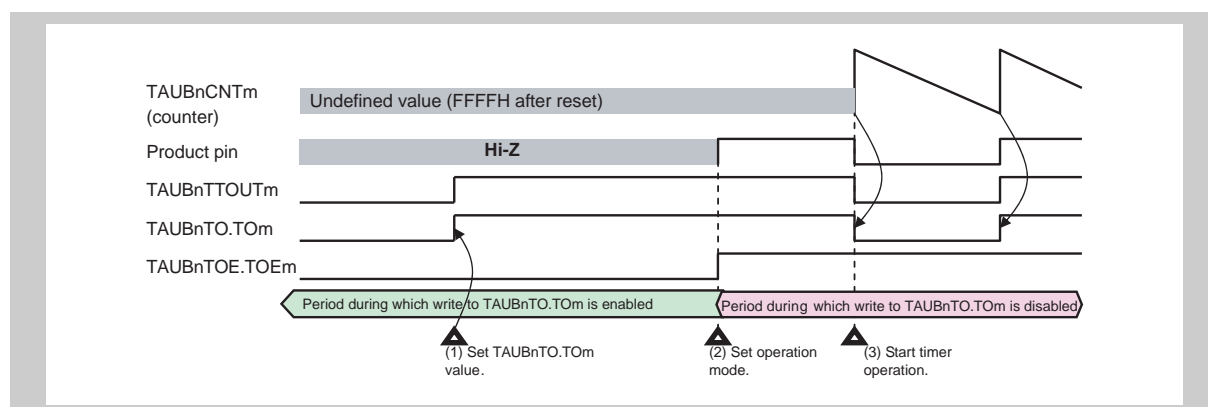 TAUBnCNTm
(counter)
Undefined value (FFFFH after reset)
Product pin
Hi-Z
TAUBnTTOUTm
TAUBnTO.TOm
TAUBnTOE.TOEm
Period during which write to TAUBnTO.TOm is enabled
Period during which write to TAUBnTO.TOm is disabled
(1) Set TAUBnTO.TOm
value.
(2) Set operation
mode.
(3) Start timer
operation.